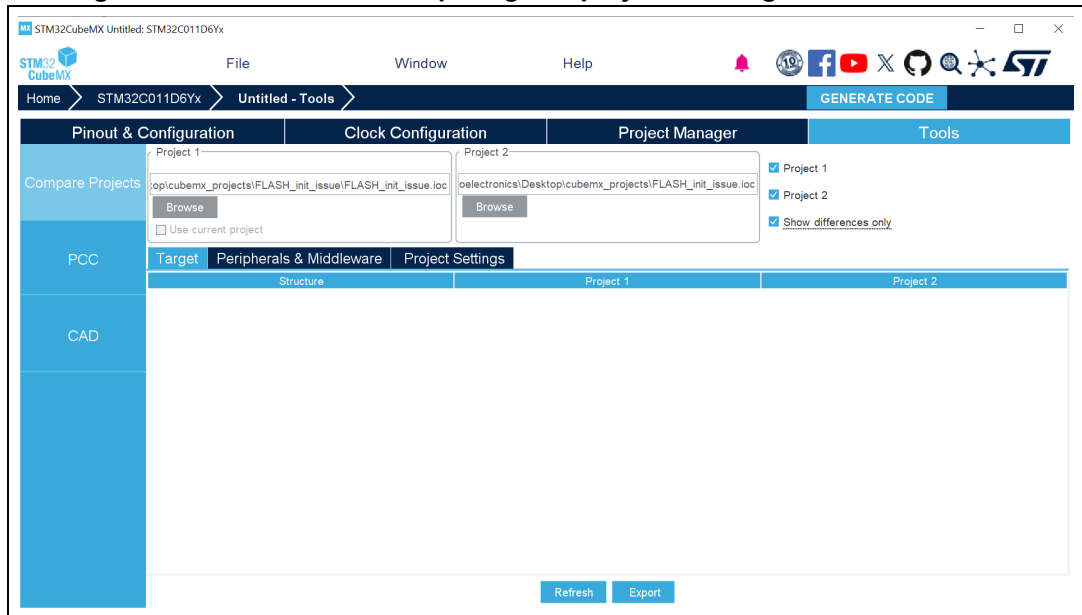 STM32CubeMX Untitled: STM32C011D6Yx
STM32 CubeMX File Window Help
Home STM32C011D6Yx Untitled - Tools GENERATE CODE
Pinout & Configuration Clock Configuration Project Manager Tools
Compare Projects
PCC
CAD
Project 1
top\cubemx_projects\FLASH_init_issue\FLASH_init_issue.ioc
Browse
Use current project
Project 2
oelectronics\Desktop\cubemx_projects\FLASH_init_issue.ioc
Browse
Project 1
Project 2
Show differences only
Target Peripherals & Middleware Project Settings
Structure Project 1 Project 2
Refresh Export